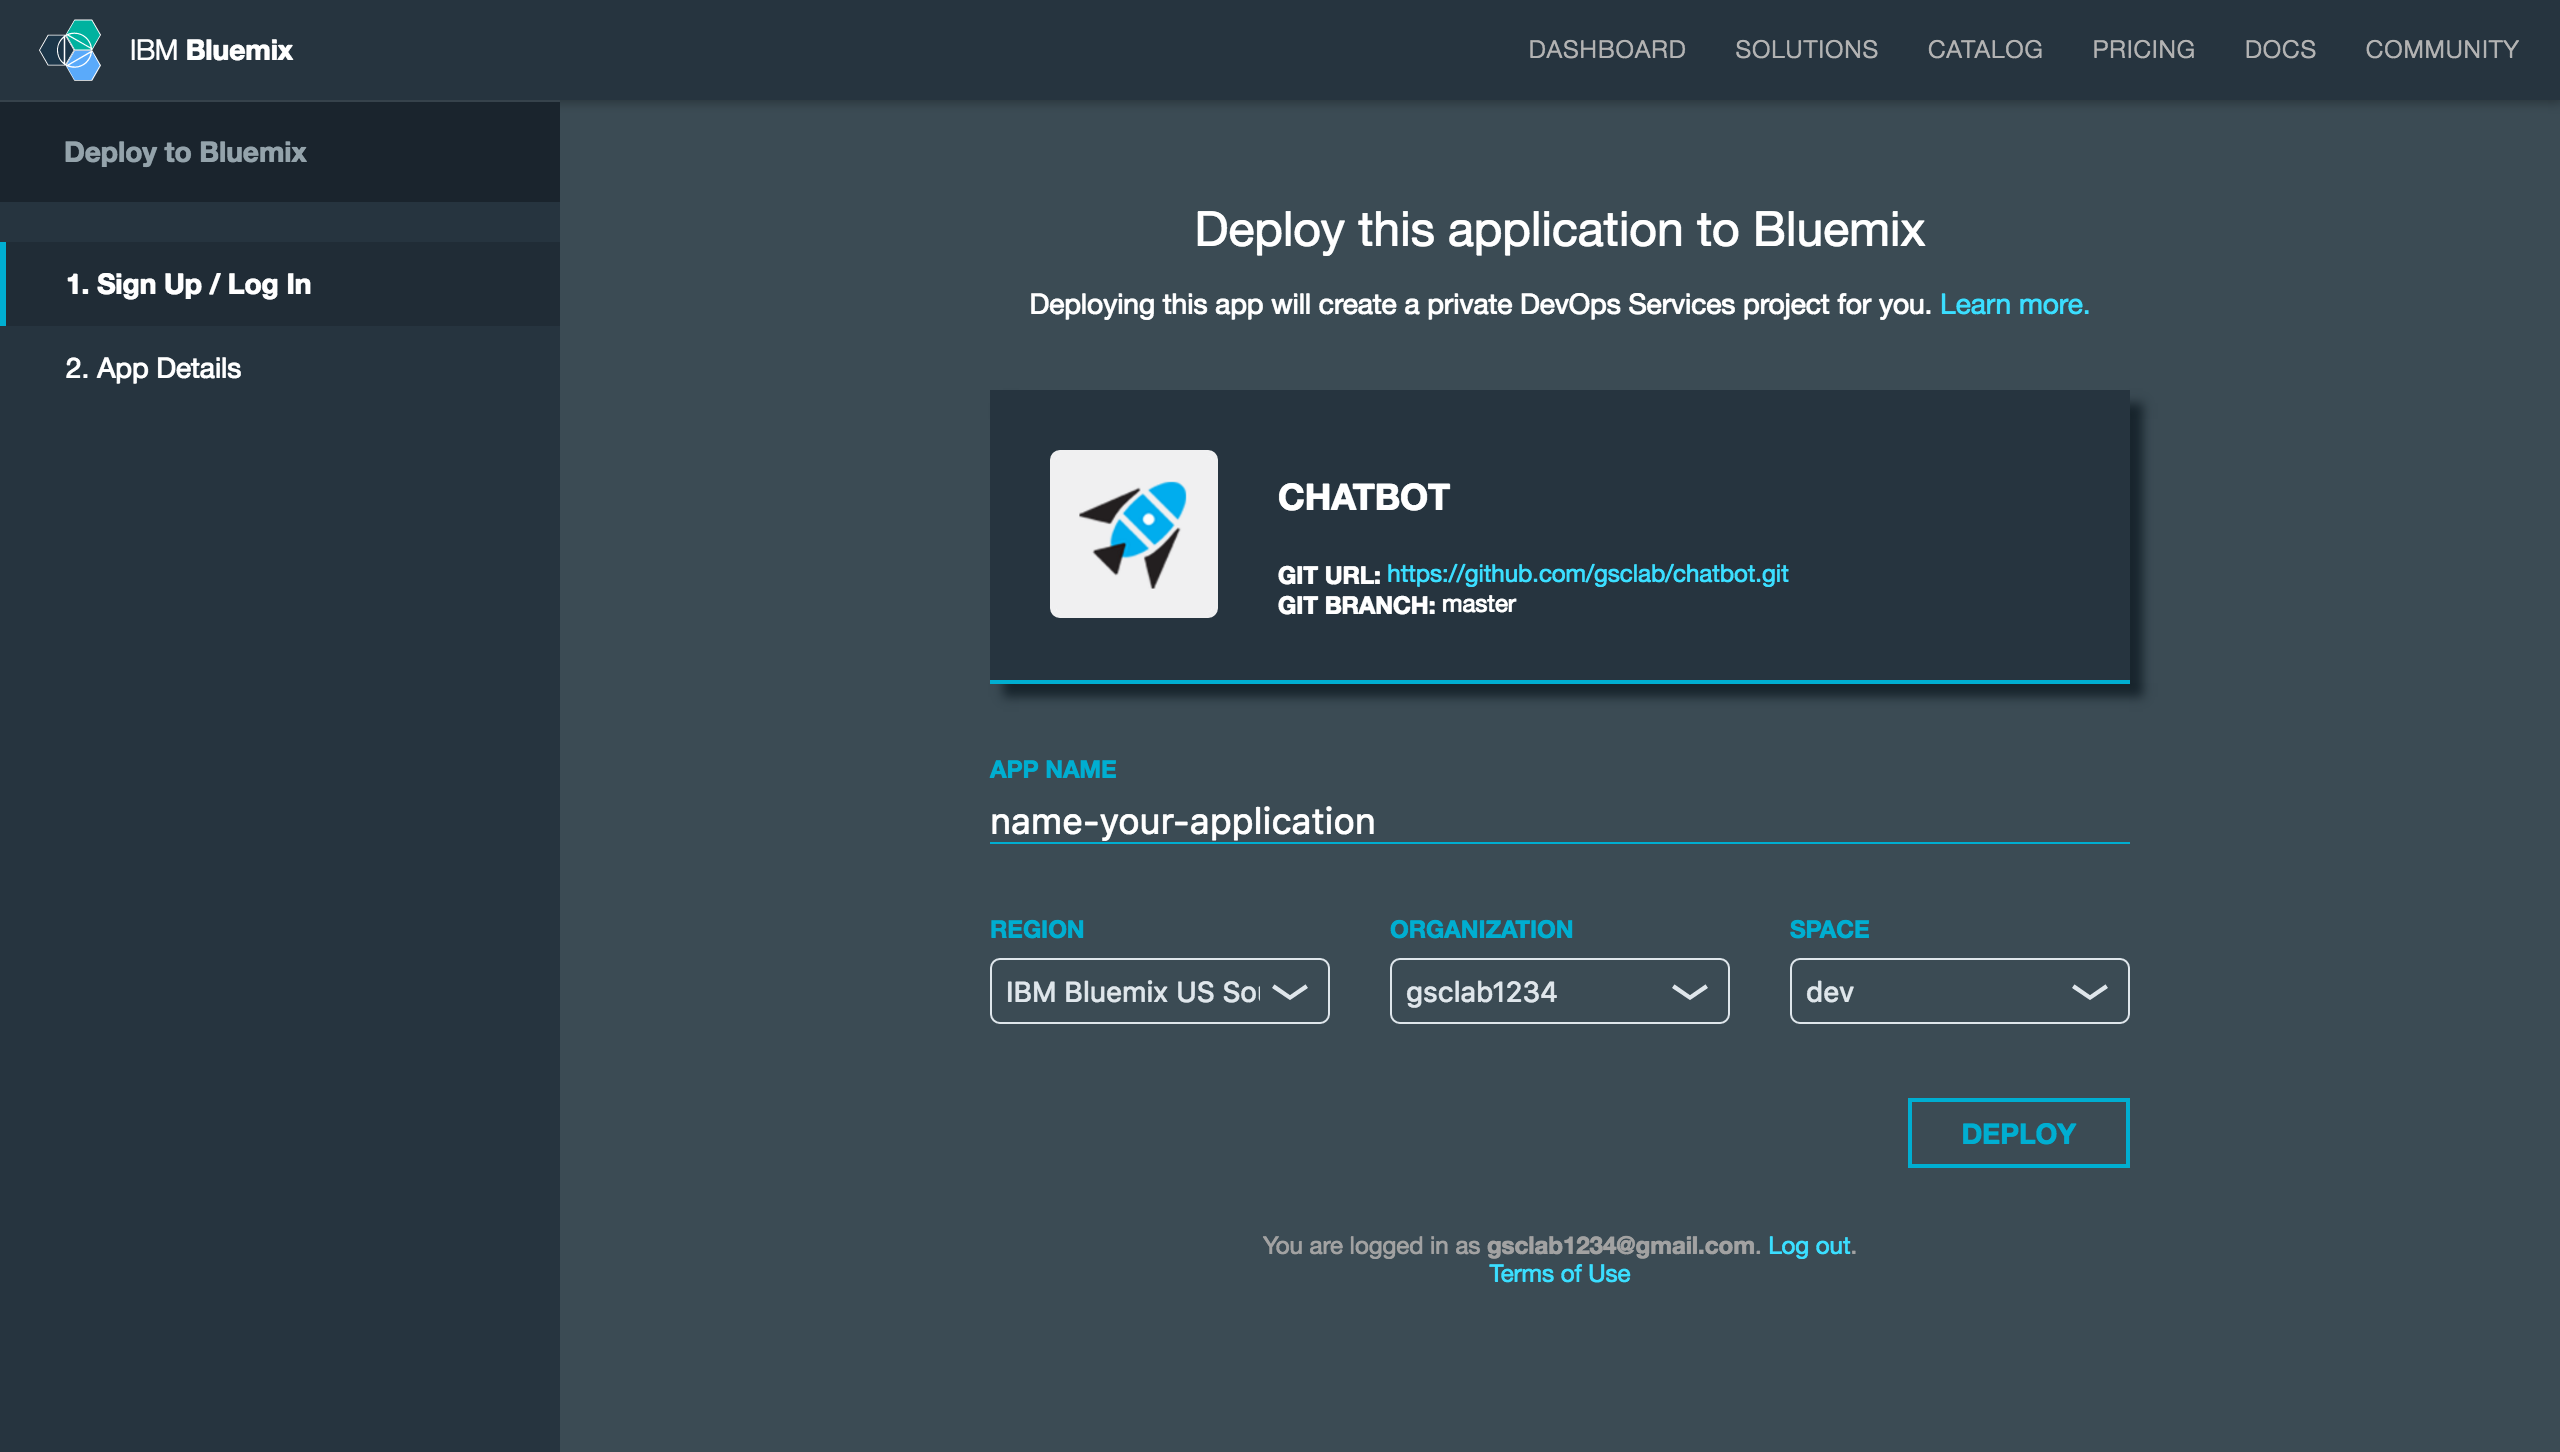 IBM Bluemix
DASHBOARD SOLUTIONS CATALOG PRICING DOCS COMMUNITY
Deploy to Bluemix
1. Sign Up / Log In
2. App Details
Deploy this application to Bluemix
Deploying this app will create a private DevOps Services project for you. Learn more.
CHATBOT
GIT URL: https://github.com/gsclab/chatbot.git
GIT BRANCH: master
APP NAME
name-your-application
REGION ORGANIZATION SPACE
IBM Bluemix US Sou gsclab1234 dev
DEPLOY
You are logged in as gsclab1234@gmail.com. Log out.
Terms of Use